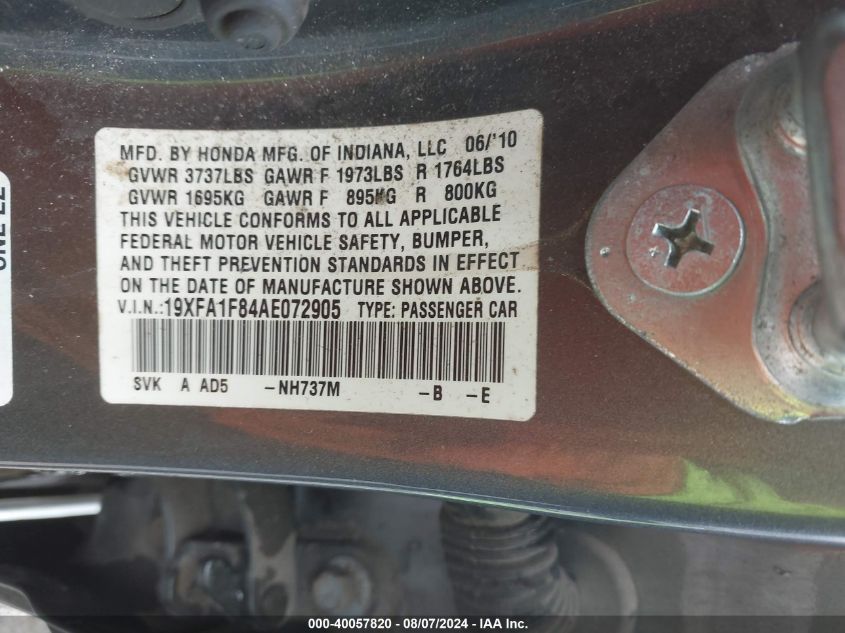 MFD. BY HONDA MFG. OF INDIANA, LLC 06/'10
GVWR 3737LBS GAWR F 1973LBS R 1764LBS
GVWR 1695KG GAWR F 895KG R 800KG
THIS VEHICLE CONFORMS TO ALL APPLICABLE
FEDERAL MOTOR VEHICLE SAFETY, BUMPER,
AND THEFT PREVENTION STANDARDS IN EFFECT
ON THE DATE OF MANUFACTURE SHOWN ABOVE.
V.I.N.:19XFA1F84AE072905 TYPE: PASSENGER CAR
SVK A AD5 -NH737M -B -E
000-40057820 - 08/07/2024 - IAA Inc.